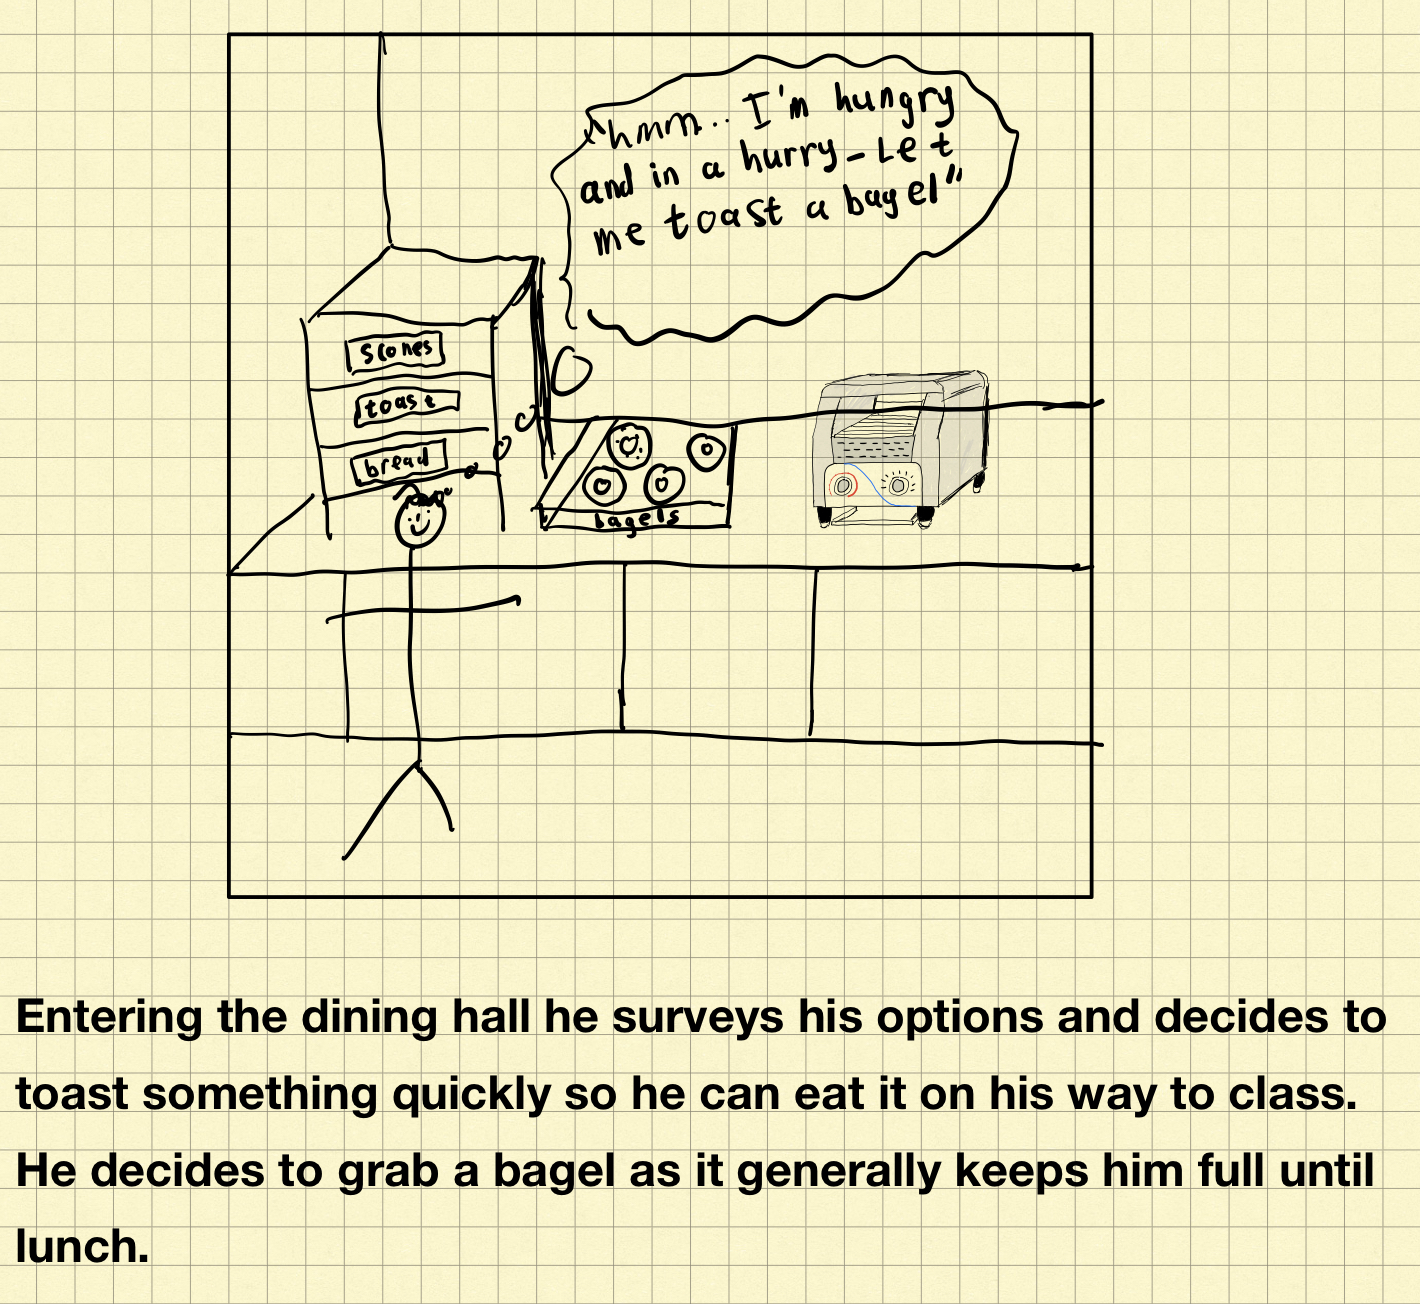 "hmm.. I'm hungry
and in a hurry - Let
me toast a bagel"
scones
toast
bread
bagels
Entering the dining hall he surveys his options and decides to
toast something quickly so he can eat it on his way to class.
He decides to grab a bagel as it generally keeps him full until
lunch.